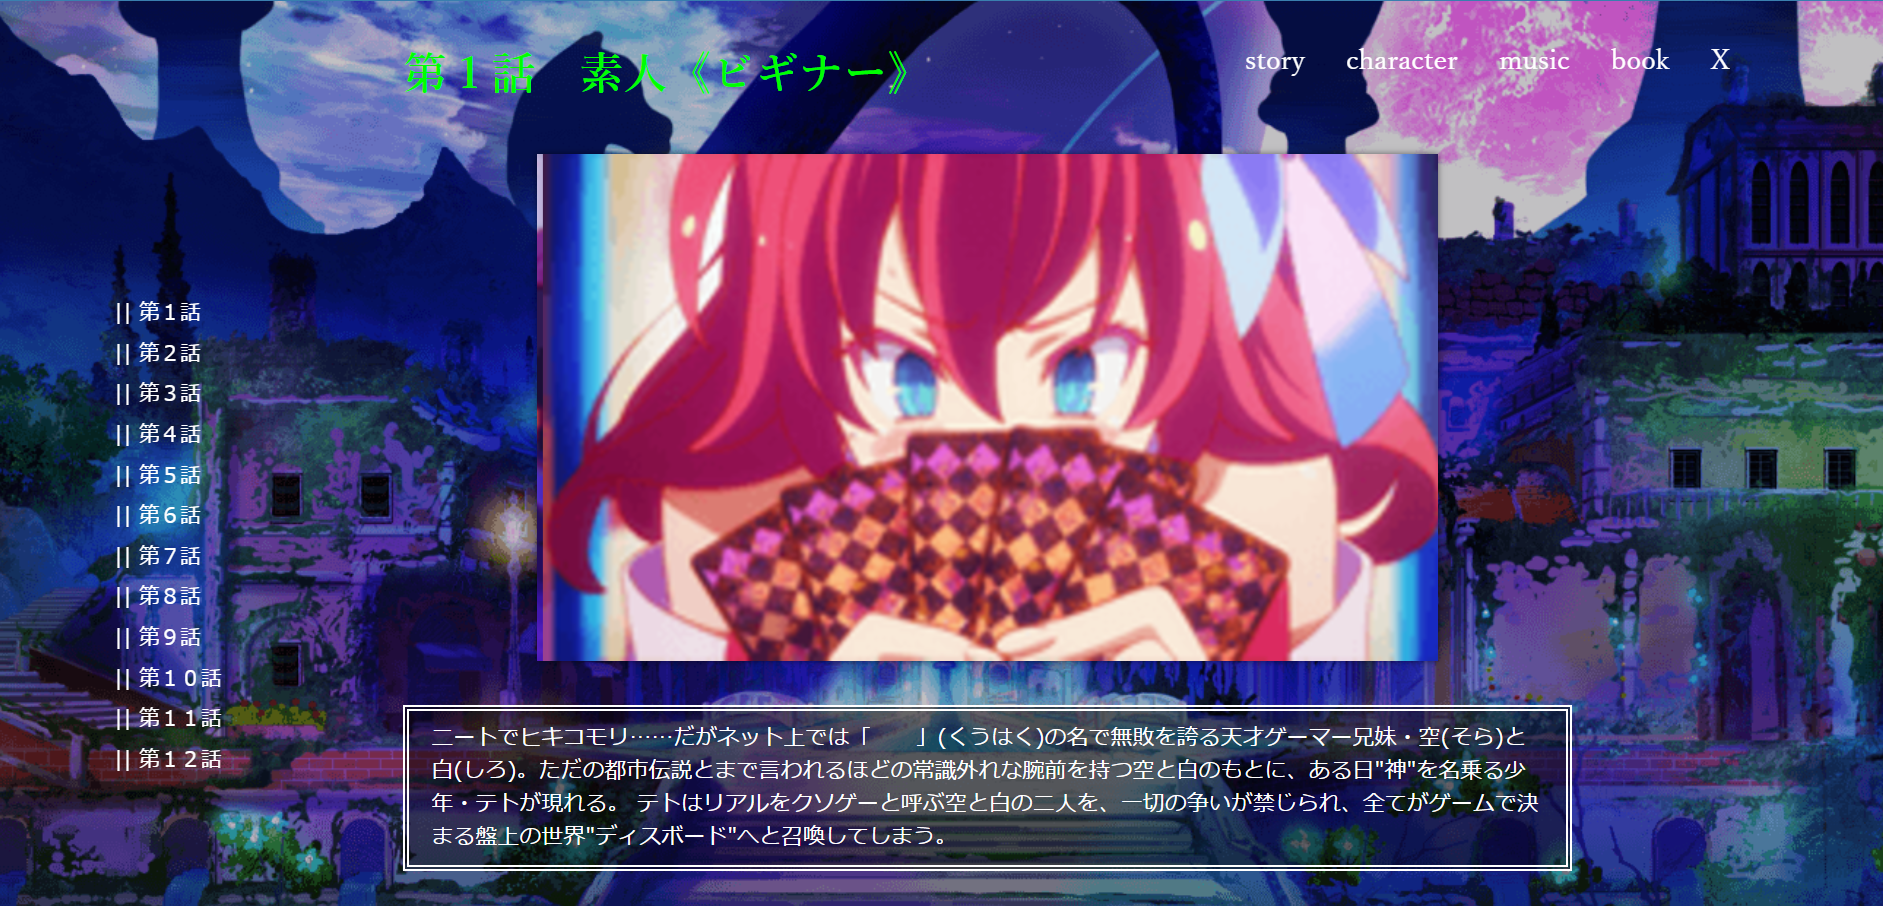 第１話　素人《ビギナー》
story character music book X
|| 第1話
|| 第2話
|| 第3話
|| 第4話
|| 第5話
|| 第6話
|| 第7話
|| 第8話
|| 第9話
|| 第１０話
|| 第１１話
|| 第１２話
ニートでヒキコモリ……だがネット上では「　　」(くうはく)の名で無敗を誇る天才ゲーマー兄妹・空(そら)と
白(しろ)。ただの都市伝説とまで言われるほどの常識外れな腕前を持つ空と白のもとに、ある日"神"を名乗る少
年・テトが現れる。 テトはリアルをクソゲーと呼ぶ空と白の二人を、一切の争いが禁じられ、全てがゲームで決
まる盤上の世界"ディスボード"へと召喚してしまう。